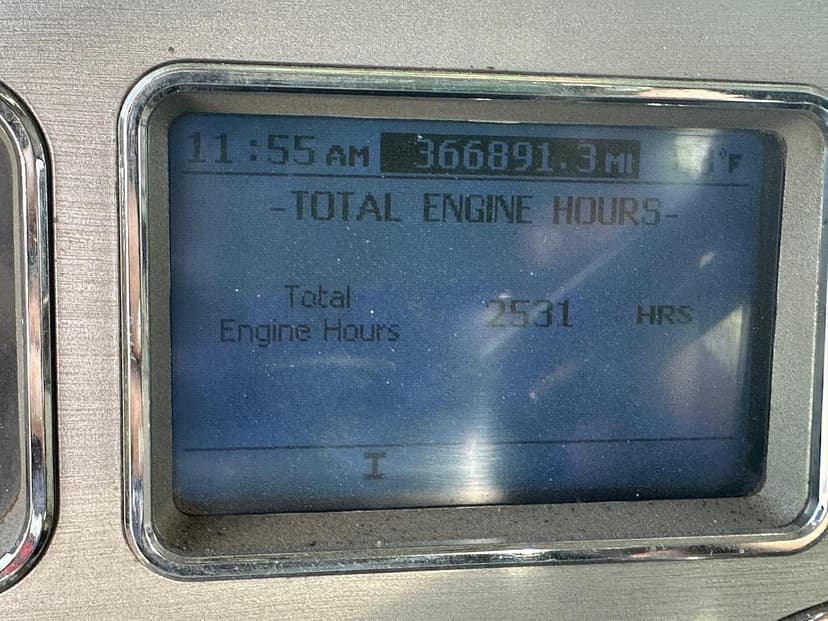 11:55 AM 366891.3 MI °F
-TOTAL ENGINE HOURS-
Total
Engine Hours 2531 HRS
I